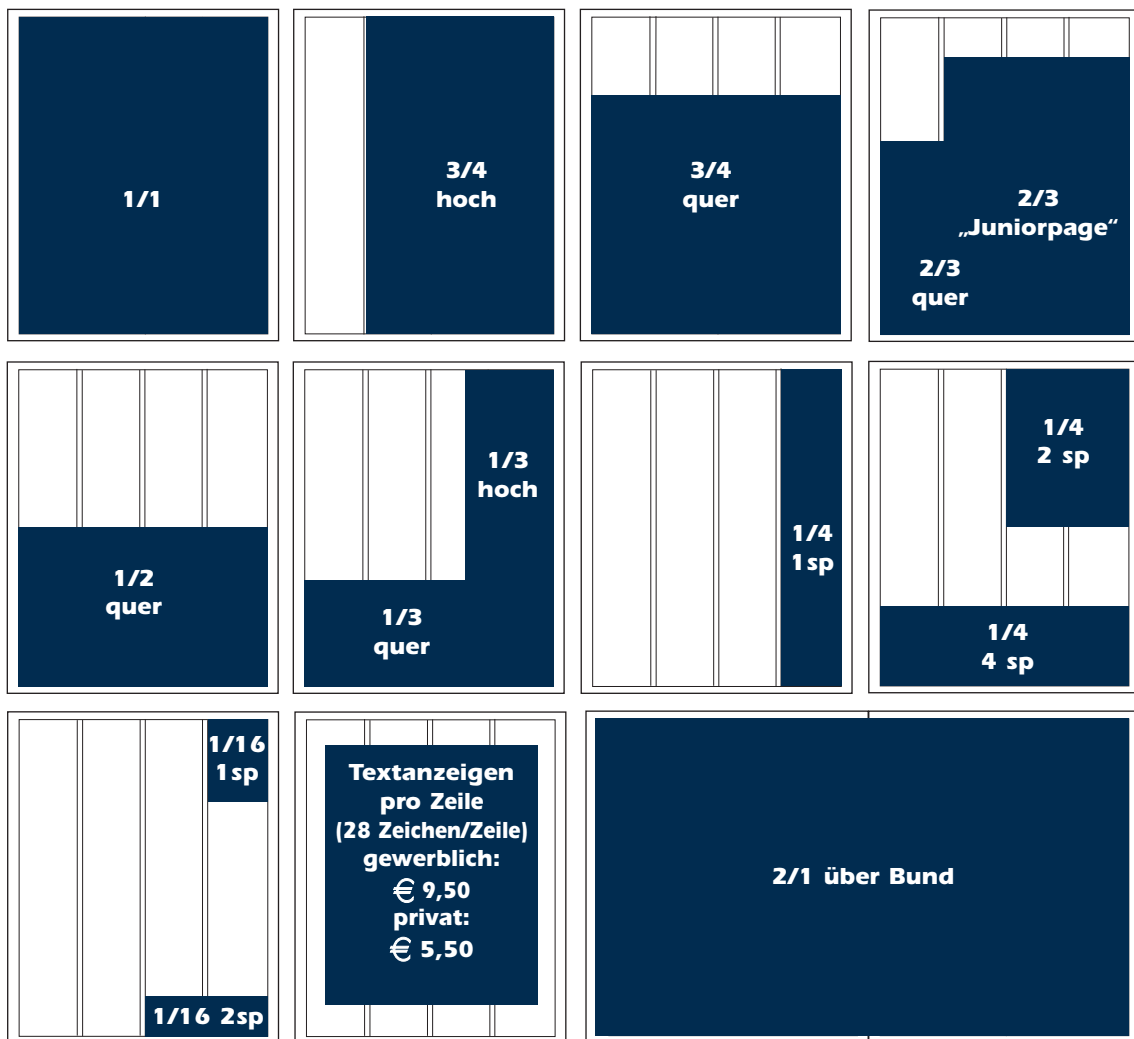 1/1
3/4
hoch
3/4
quer
2/3
„Juniorpage“
2/3
quer
1/2
quer
1/3
hoch
1/3
quer
1/4
1sp
1/4
2 sp
1/4
4 sp
1/16
1sp
1/16 2sp
Textanzeigen
pro Zeile
(28 Zeichen/Zeile)
gewerblich:
€ 9,50
privat:
€ 5,50
2/1 über Bund